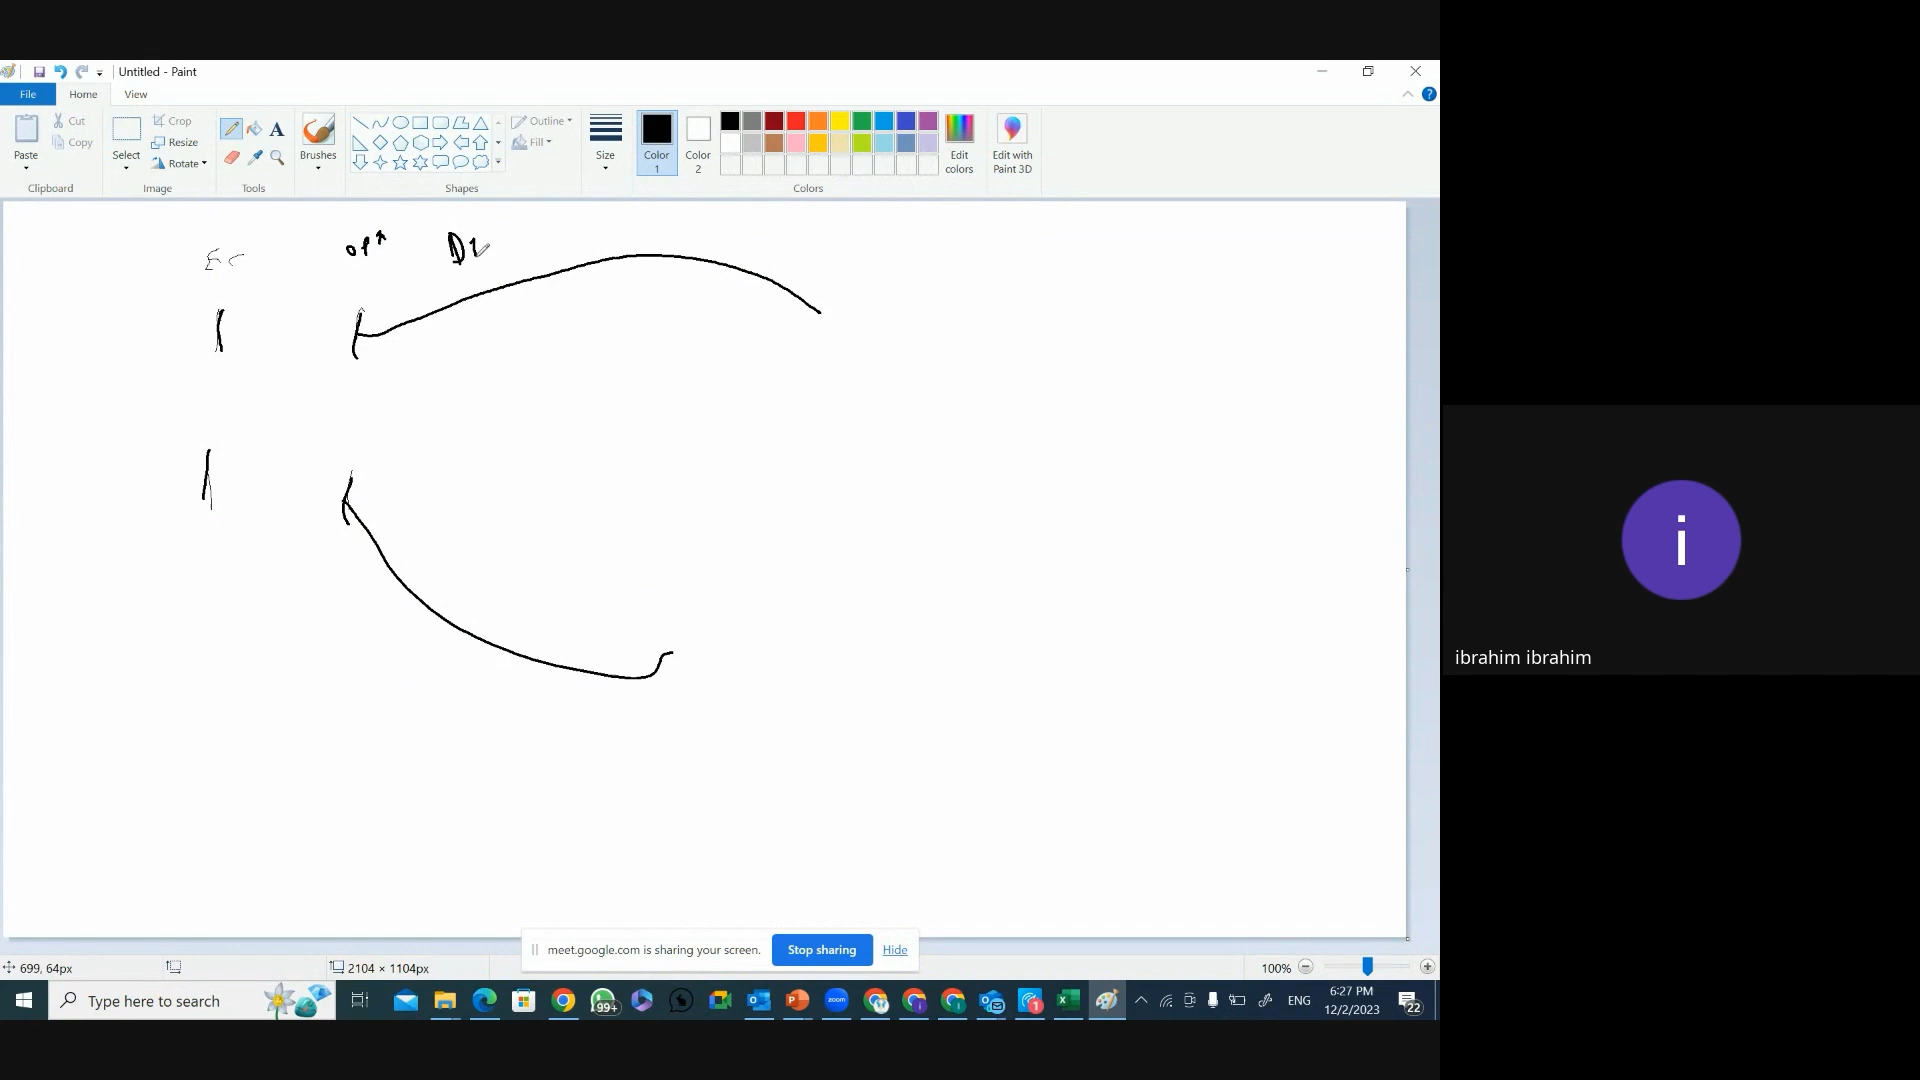 Untitled - Paint
File Home View
Paste Cut Copy Clipboard
Select Crop Resize Rotate Image
Tools
Brushes
Outline Fill Shapes
Size
Color 1
Color 2
Edit colors
Edit with Paint 3D
Colors
D
ibrahim ibrahim
meet.google.com is sharing your screen. Stop sharing Hide
699, 64px 2104 × 1104px 100%
Type here to search 99+ zoom 1 ENG 6:27 PM 12/2/2023 22
i